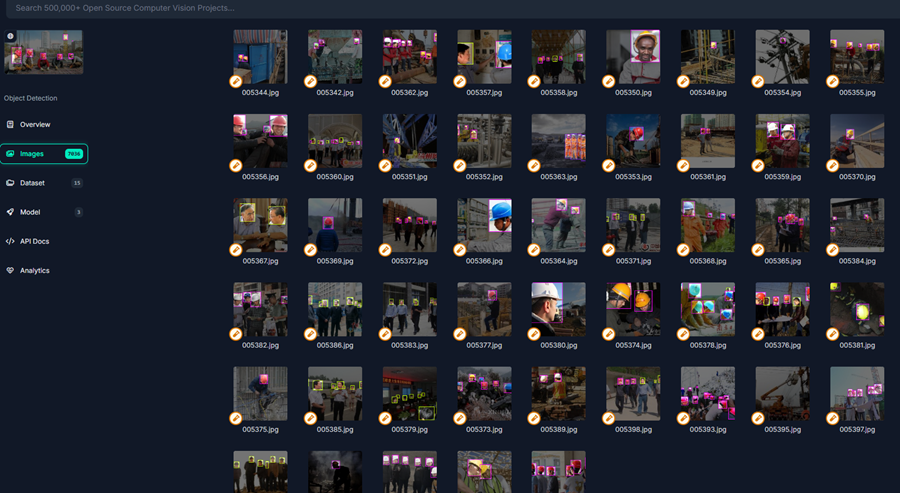 Search 500,000+ Open Source Computer Vision Projects...
Object Detection
Overview
Images 7036
Dataset 15
Model 3
API Docs
Analytics
005344.jpg 005342.jpg 005362.jpg 005357.jpg 005358.jpg 005350.jpg 005349.jpg 005354.jpg 005355.jpg
005356.jpg 005360.jpg 005351.jpg 005352.jpg 005363.jpg 005353.jpg 005361.jpg 005359.jpg 005370.jpg
005367.jpg 005369.jpg 005372.jpg 005366.jpg 005364.jpg 005371.jpg 005368.jpg 005365.jpg 005384.jpg
005382.jpg 005386.jpg 005383.jpg 005377.jpg 005380.jpg 005374.jpg 005378.jpg 005376.jpg 005381.jpg
005375.jpg 005385.jpg 005379.jpg 005373.jpg 005389.jpg 005398.jpg 005393.jpg 005395.jpg 005397.jpg